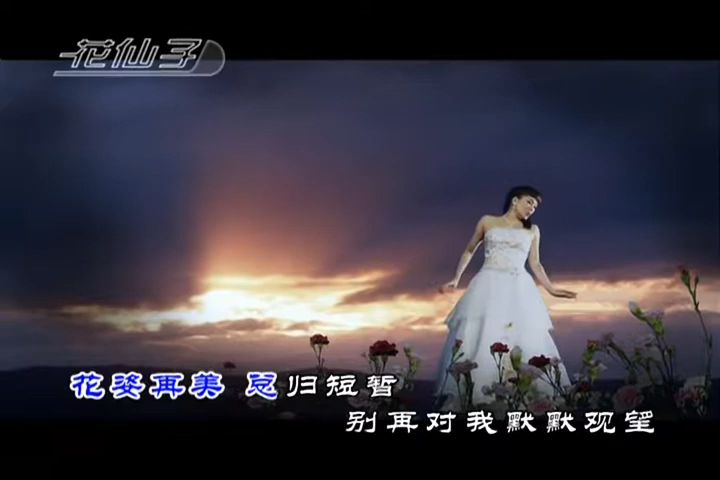 花仙子
花姿再美 总归短暂
别再对我默默观望